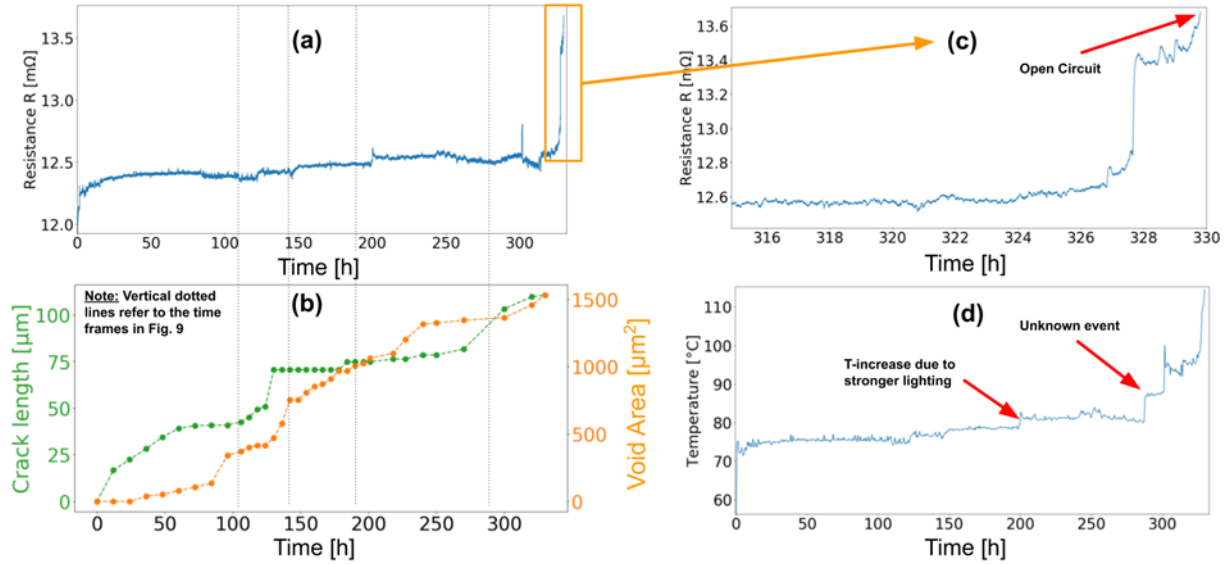 (a)
Resistance R [mΩ]
13.5
13.0
12.5
12.0
0 50 100 150 200 250 300
Time [h]
(c)
Resistance R [mΩ]
13.6
13.4
13.2
13.0
12.8
12.6
Open Circuit
316 318 320 322 324 326 328 330
Time [h]
(b)
Note: Vertical dotted
lines refer to the time
frames in Fig. 9
Crack length [µm]
100
75
50
25
0
Void Area [µm²]
1500
1000
500
0
0 50 100 150 200 250 300
Time [h]
(d)
Temperature [°C]
110
100
90
80
70
60
T-increase due to
stronger lighting
Unknown event
0 50 100 150 200 250 300
Time [h]